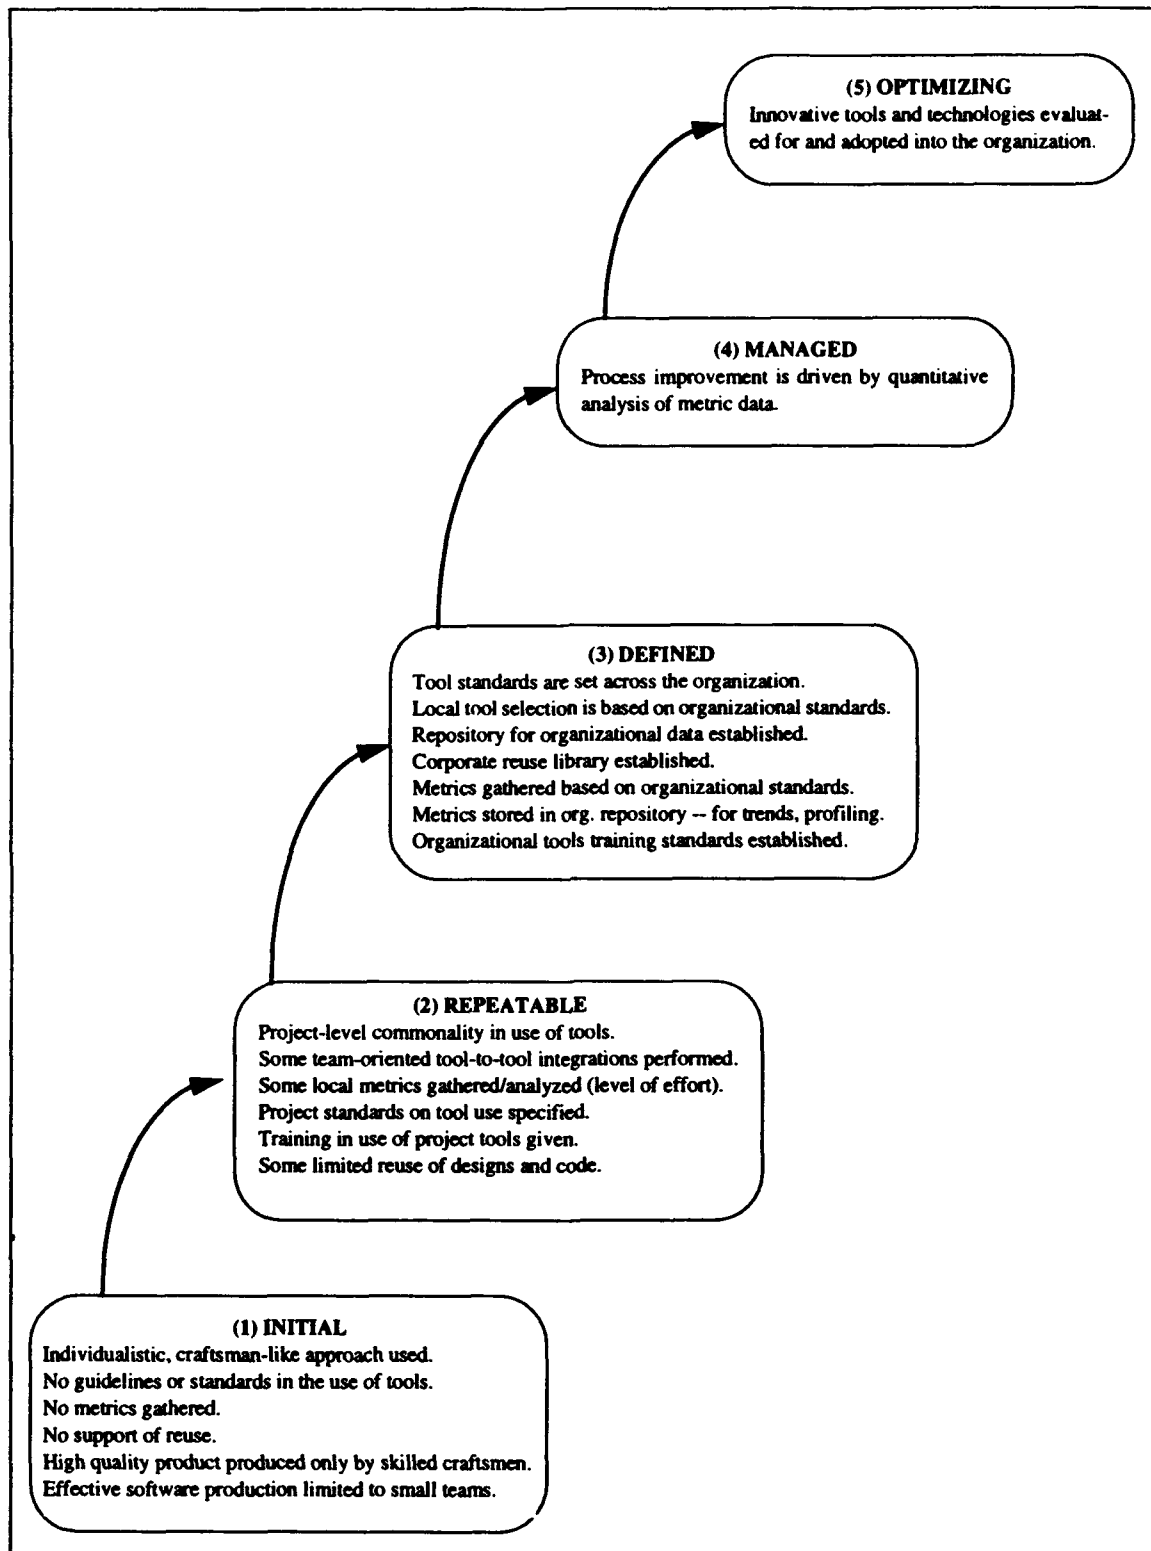 (5) OPTIMIZING
Innovative tools and technologies evaluat-
ed for and adopted into the organization.
(4) MANAGED
Process improvement is driven by quantitative
analysis of metric data.
(3) DEFINED
Tool standards are set across the organization.
Local tool selection is based on organizational standards.
Repository for organizational data established.
Corporate reuse library established.
Metrics gathered based on organizational standards.
Metrics stored in org. repository -- for trends, profiling.
Organizational tools training standards established.
(2) REPEATABLE
Project-level commonality in use of tools.
Some team-oriented tool-to-tool integrations performed.
Some local metrics gathered/analyzed (level of effort).
Project standards on tool use specified.
Training in use of project tools given.
Some limited reuse of designs and code.
(1) INITIAL
Individualistic, craftsman-like approach used.
No guidelines or standards in the use of tools.
No metrics gathered.
No support of reuse.
High quality product produced only by skilled craftsmen.
Effective software production limited to small teams.